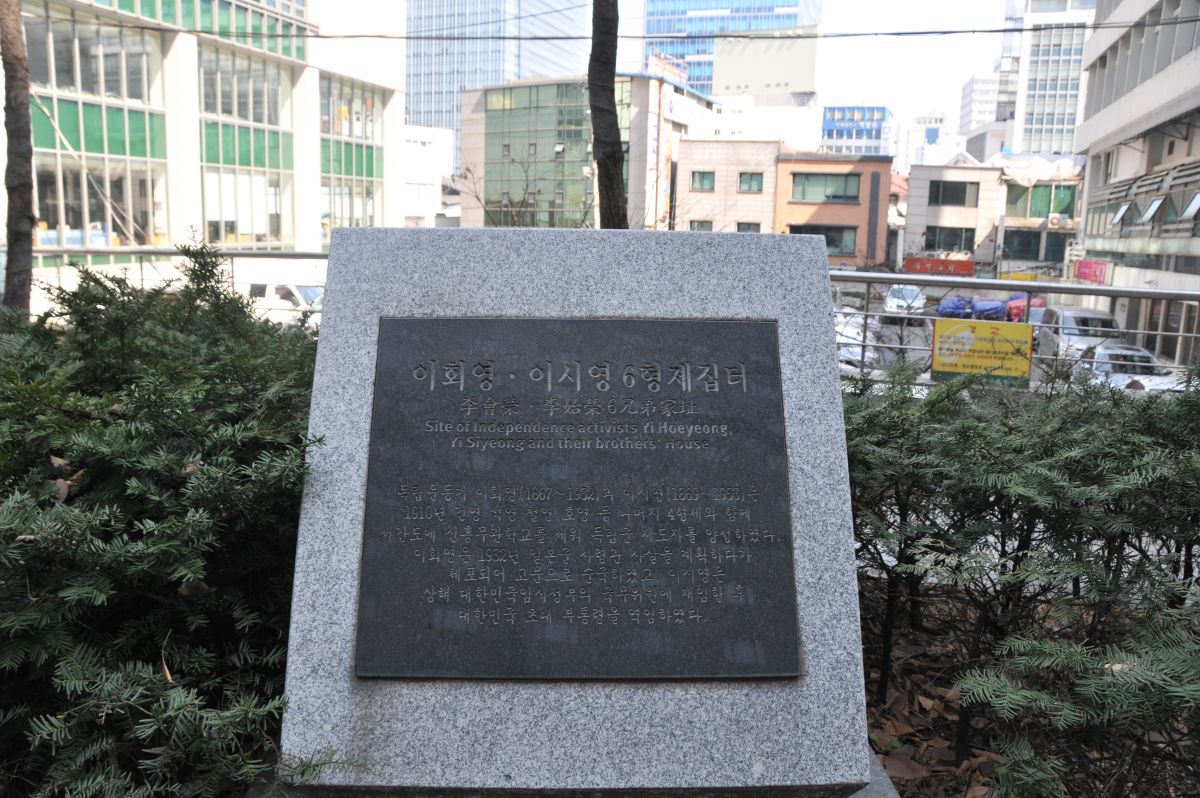 이회영 · 이시영 6형제집터
李會榮 · 李始榮 6兄弟家址
Site of Independence activists Yi Hoeyeong,
Yi Siyeong and their brothers' House
독립운동가 이회영(1867~1932)과 이시영(1869~1953)은
1910년 건영 석영 철영 호영 등 나머지 4형제와 함께
서간도에 신흥무관학교를 세워 독립군 지도자를 양성하였다.
이회영은 1932년 일본군 사령관 사살을 계획하다가
체포되어 고문으로 순국하였고, 이시영은
상해 대한민국임시정부의 국무위원에 재임한 후
대한민국 초대 부통령을 역임하였다.
경고